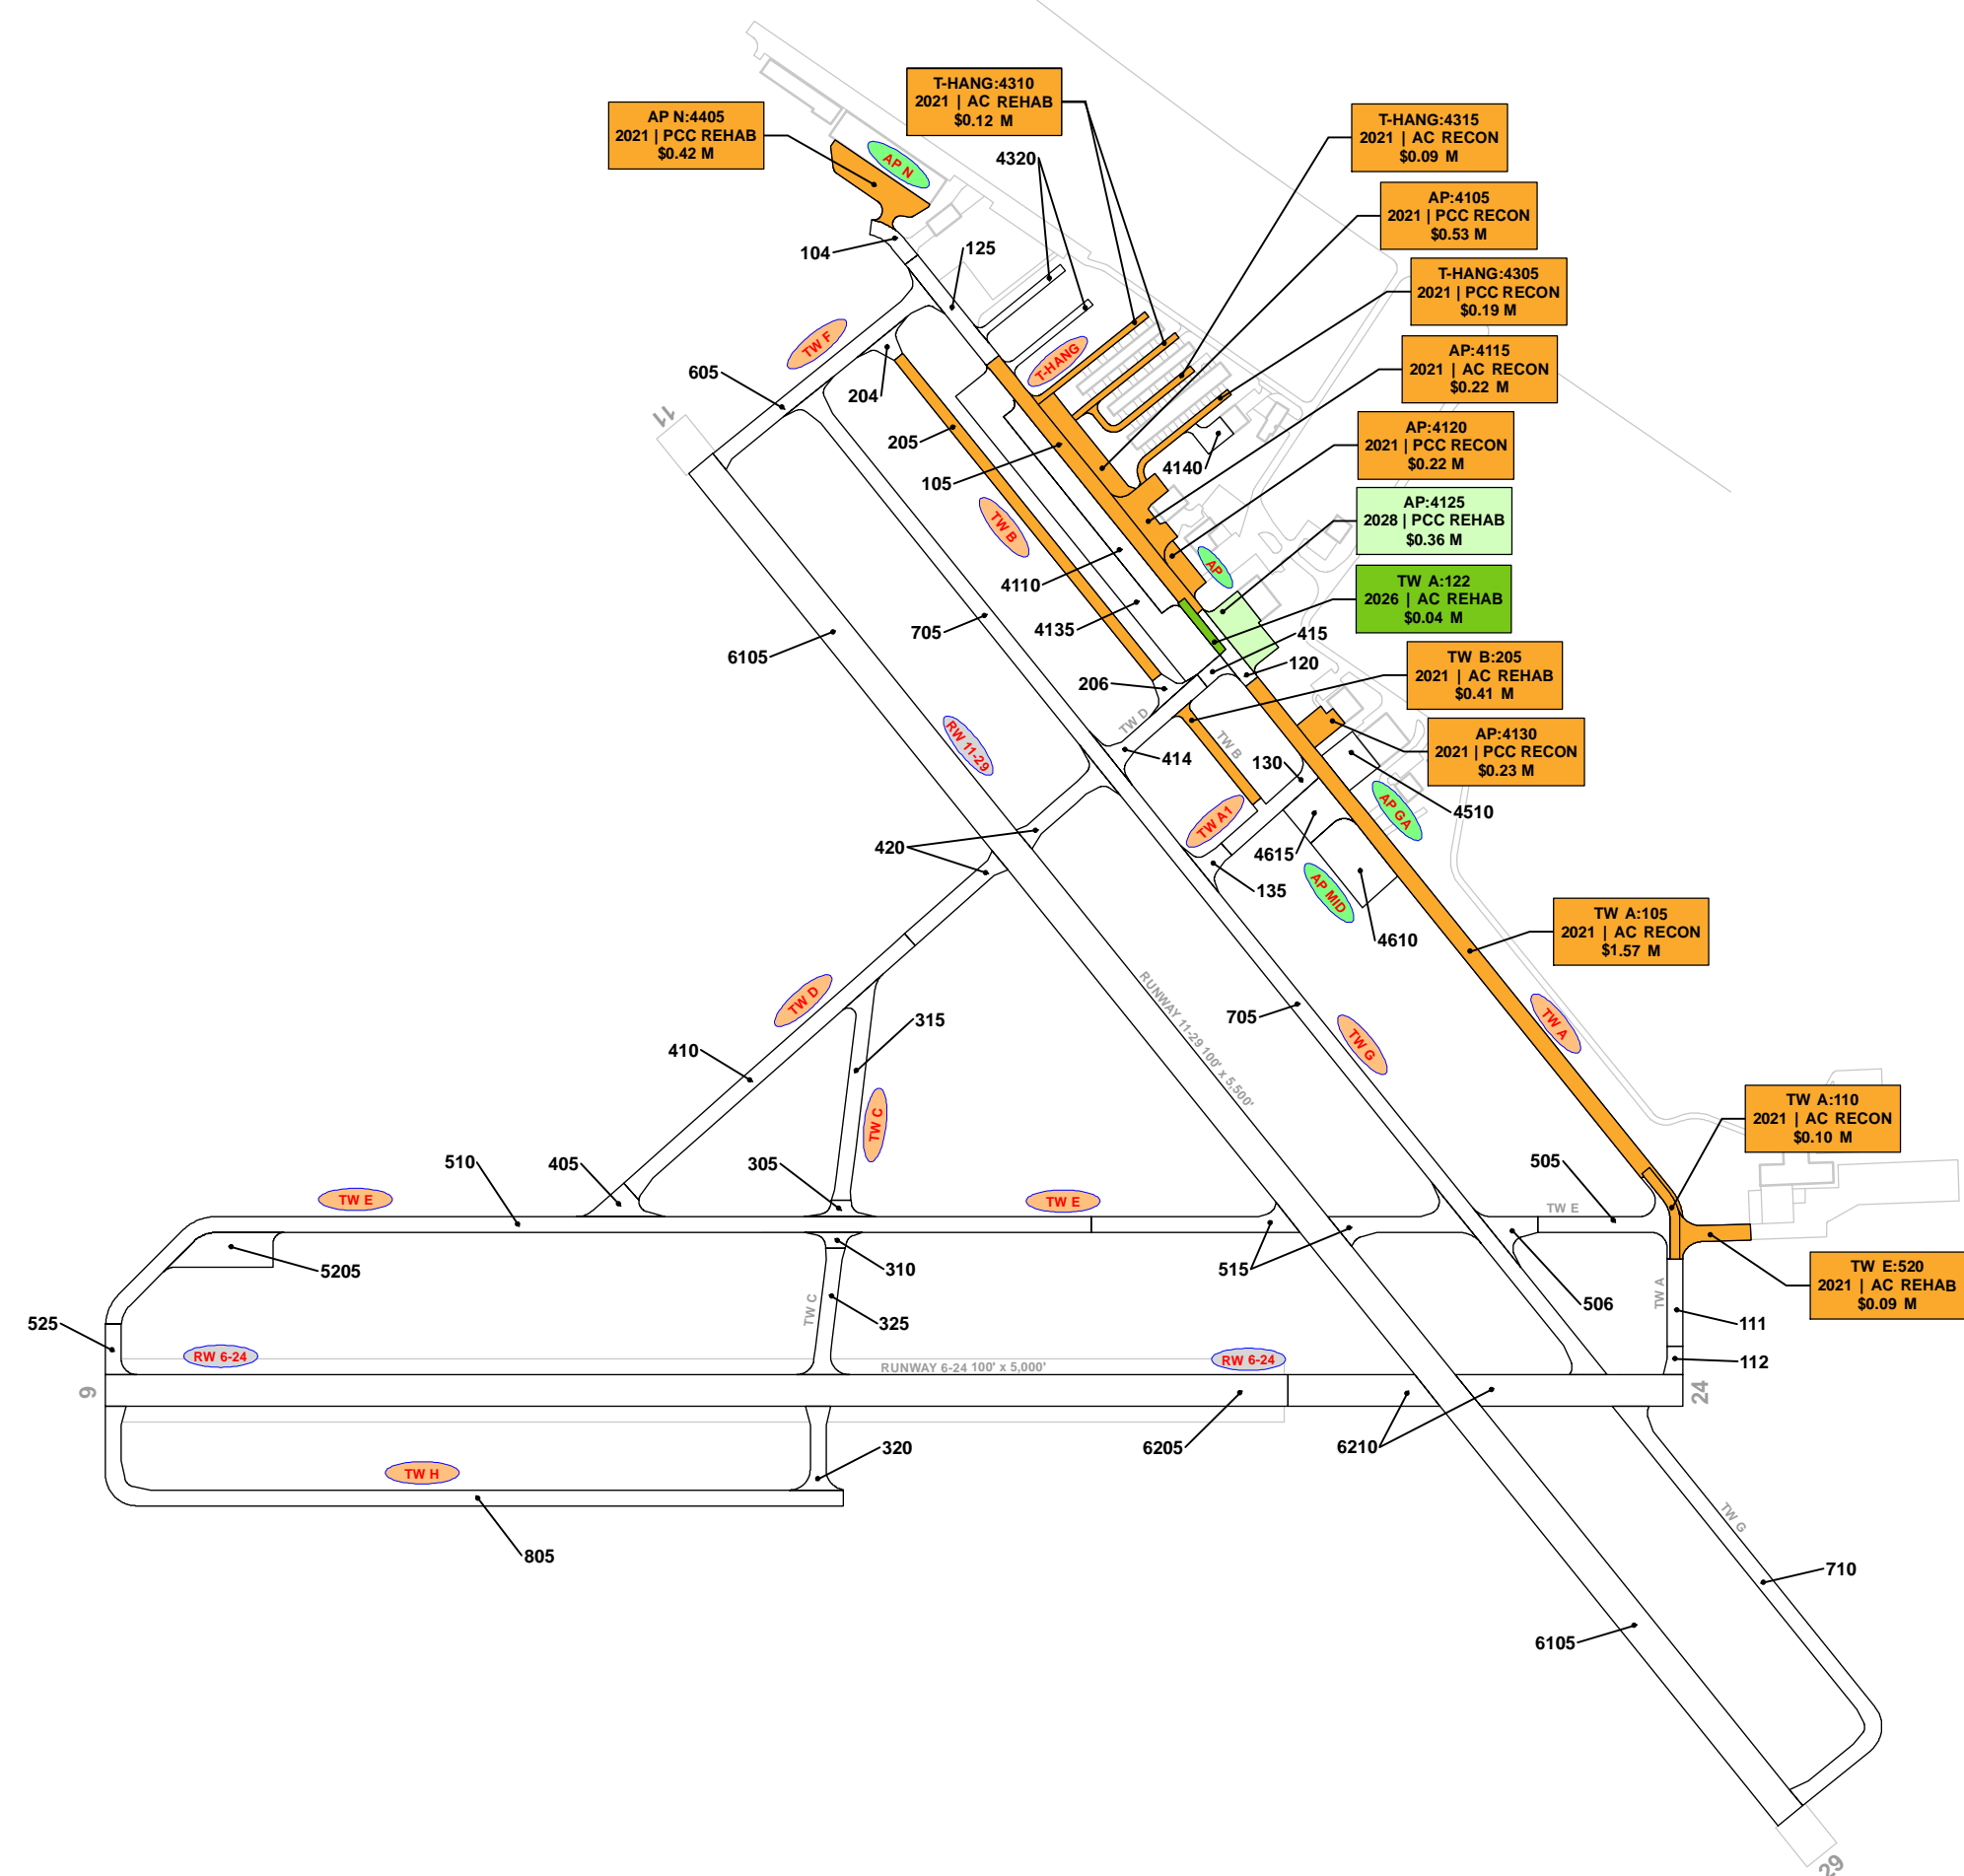 T-HANG:4310
2021 | AC REHAB
$0.12 M
AP N:4405
2021 | PCC REHAB
$0.42 M
T-HANG:4315
2021 | AC RECON
$0.09 M
4320
AP N
AP:4105
2021 | PCC RECON
$0.53 M
104
125
T-HANG:4305
2021 | PCC RECON
$0.19 M
TW F
T-HANG
AP:4115
2021 | AC RECON
$0.22 M
605
204
11
205
105
4140
AP:4120
2021 | PCC RECON
$0.22 M
TW B
AP:4125
2028 | PCC REHAB
$0.36 M
AP
4110
TW A:122
2026 | AC REHAB
$0.04 M
705
4135
415
6105
120
206
TW B:205
2021 | AC REHAB
$0.41 M
TW D
RW 11-29
TW B
414
130
AP:4130
2021 | PCC RECON
$0.23 M
TW A1
AP GA
4510
420
4615
135
AP MID
4610
TW A:105
2021 | AC RECON
$1.57 M
TW D
RUNWAY 11-29 100' x 5,500'
315
705
TW G
TW A
410
TW C
TW A:110
2021 | AC RECON
$0.10 M
510
405
305
505
TW E
TW E
TW E
5205
310
515
TW E:520
2021 | AC REHAB
$0.09 M
TW C
TW A
506
525
325
111
RW 6-24
RUNWAY 6-24 100' x 5,000'
RW 6-24
112
6
24
320
6205
6210
TW H
TW G
805
710
6105
29